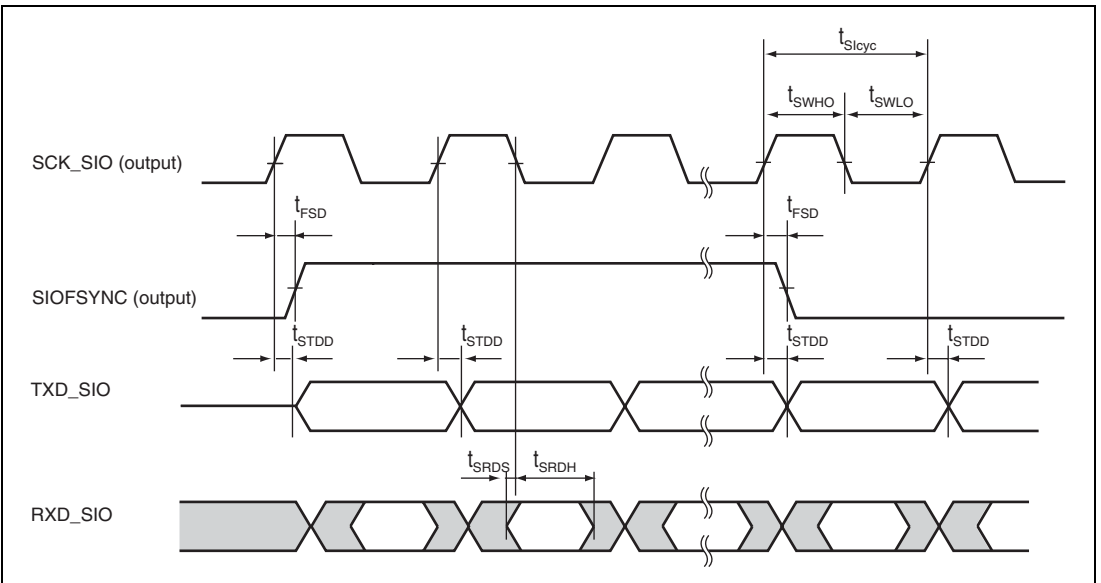 tSIcyc
tSWHO tSWLO
SCK_SIO (output)
tFSD tFSD
SIOFSYNC (output)
tSTDD tSTDD tSTDD tSTDD
TXD_SIO
tSRDS tSRDH
RXD_SIO